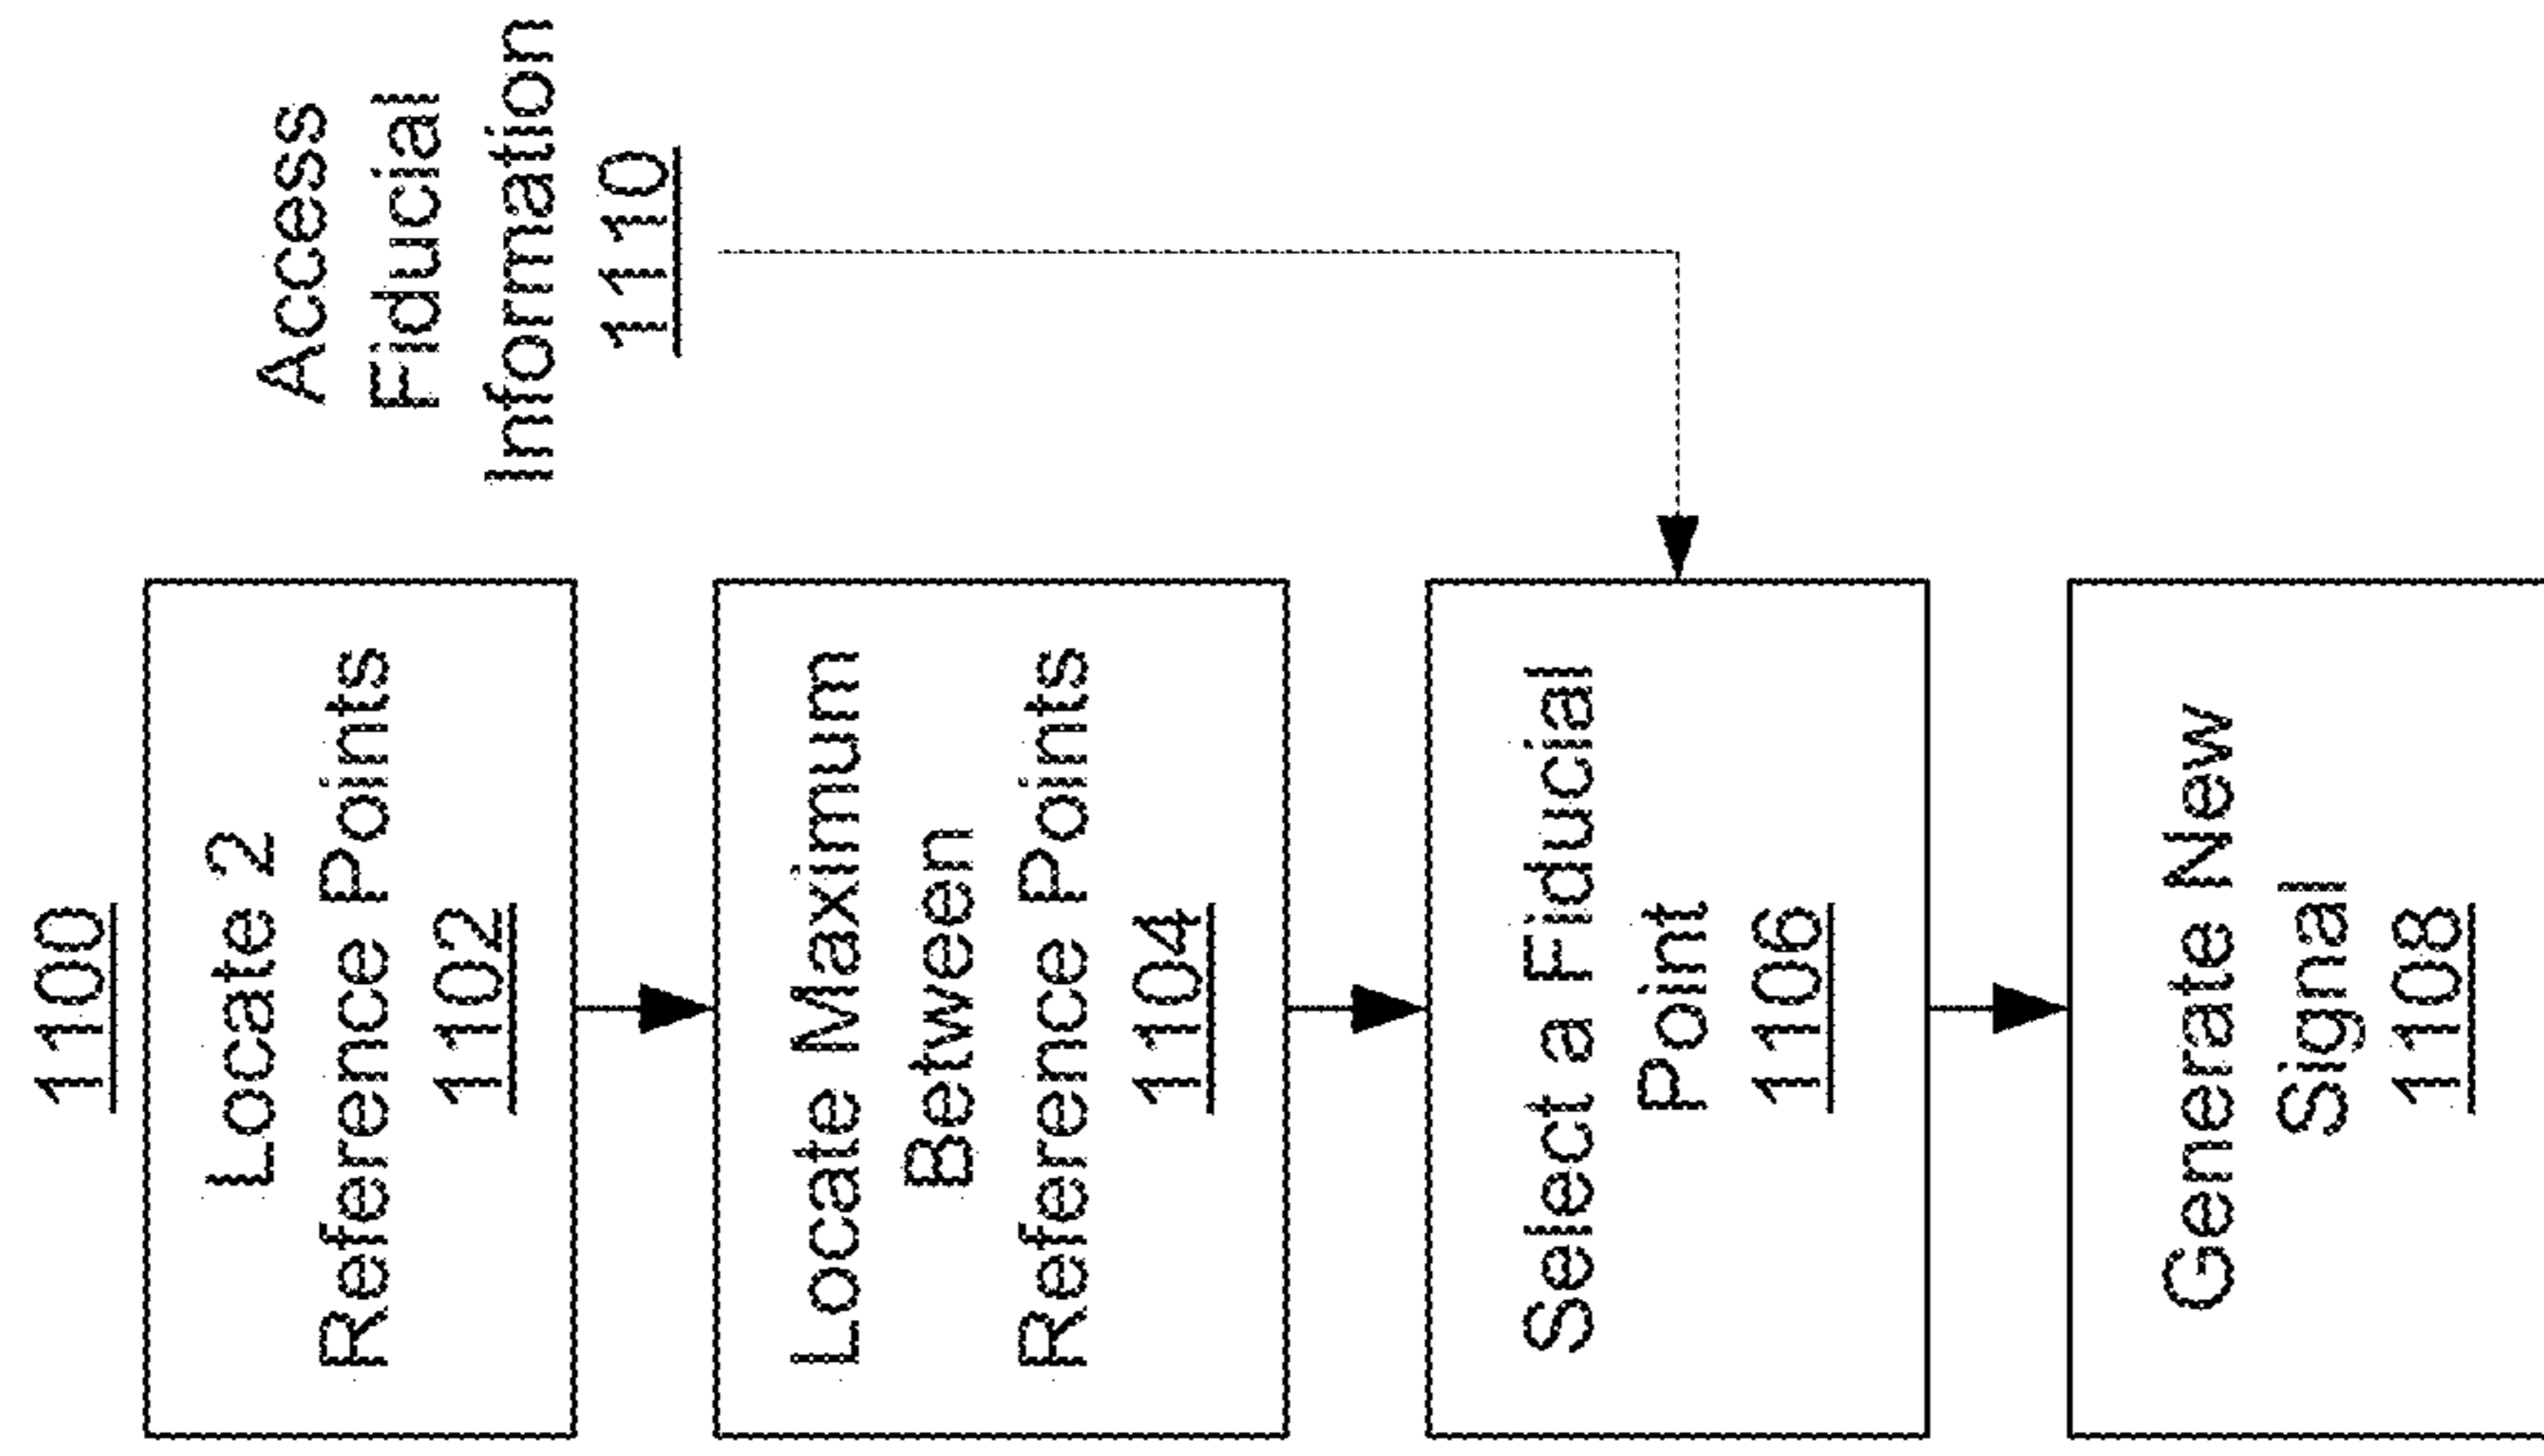 1100
Locate 2
Reference Points
1102
Locate Maximum
Between
Reference Points
1104
Select a Fiducial
Point
1106
Generate New
Signal
1108
Access
Fiducial
Information
1110